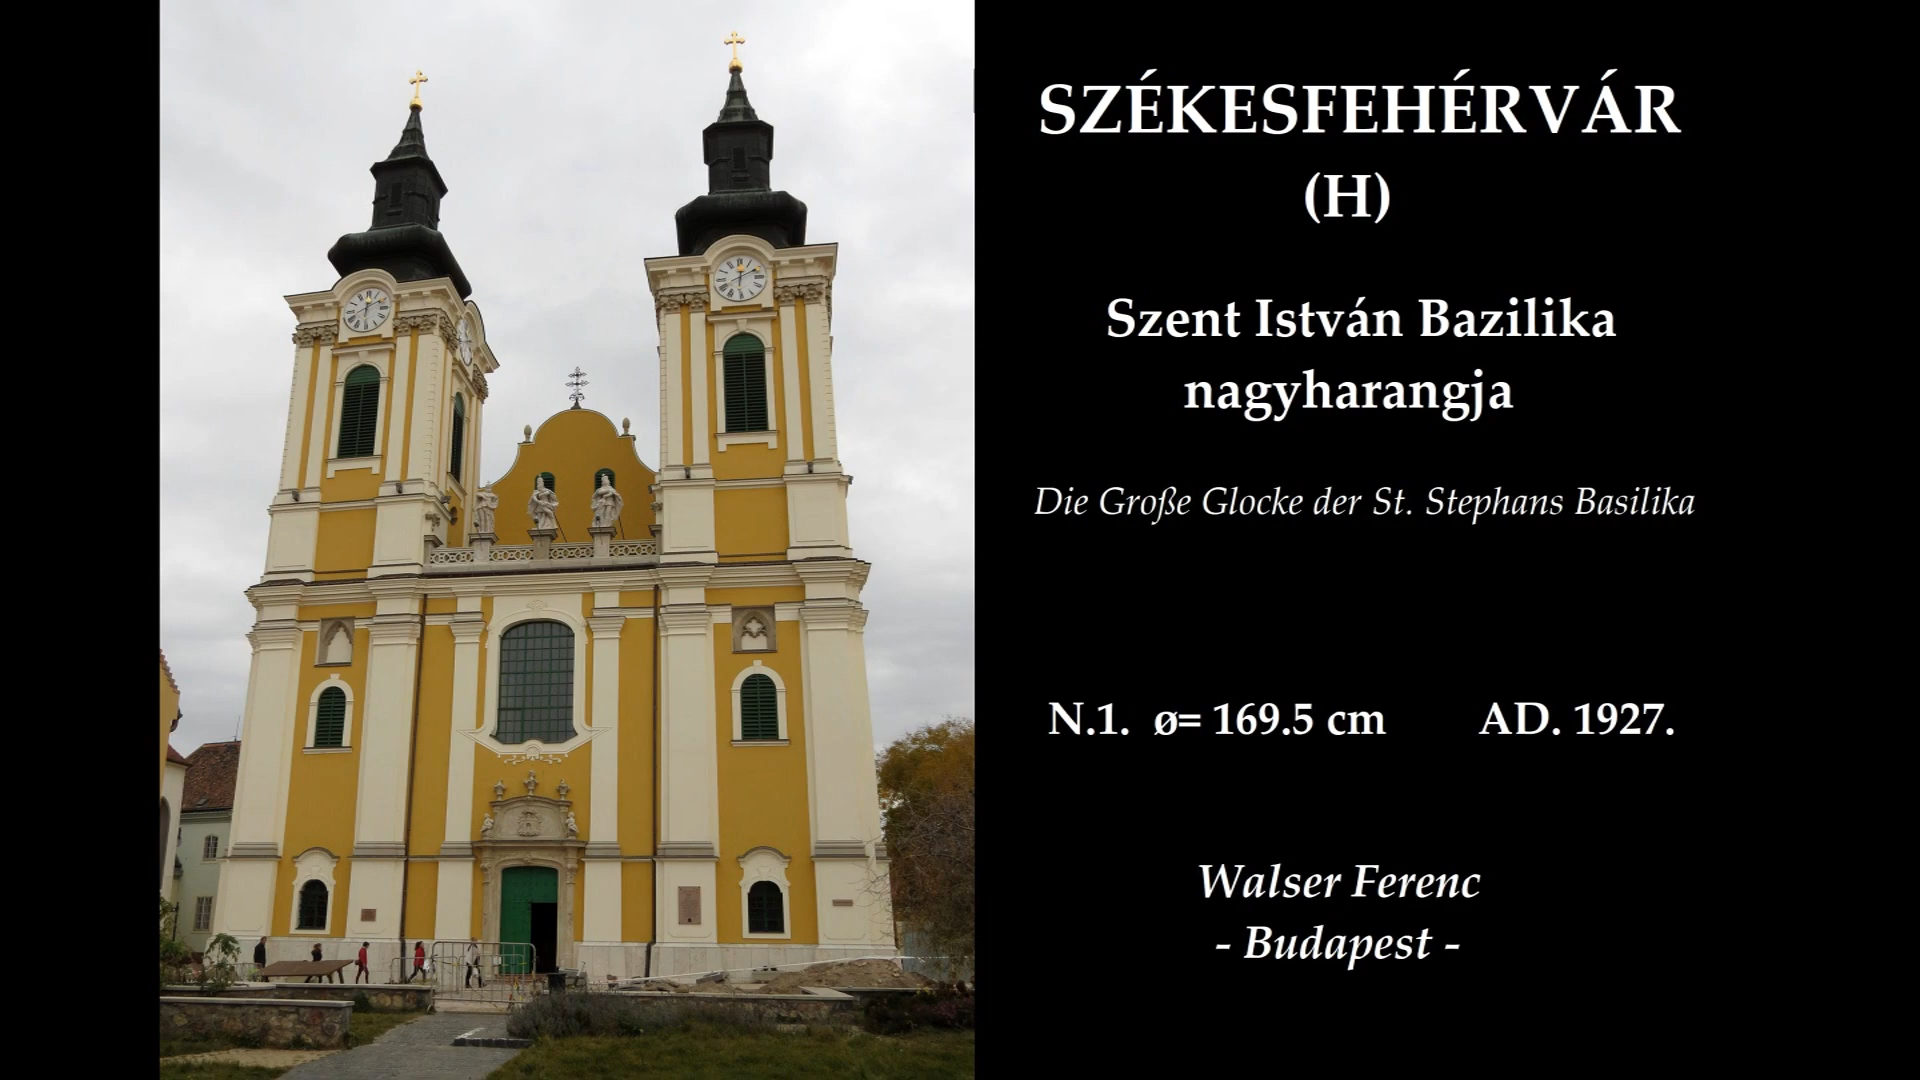 SZÉKESFEHÉRVÁR
(H)
Szent István Bazilika
nagyharangja
Die Große Glocke der St. Stephans Basilika
N.1. ø= 169.5 cm AD. 1927.
Walser Ferenc
- Budapest -